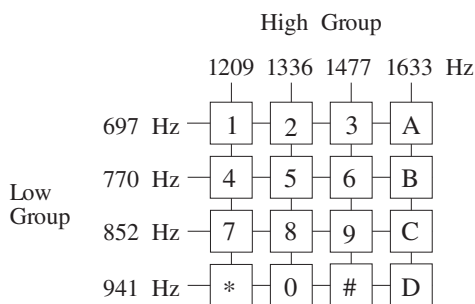 High Group
1209 1336 1477 1633 Hz
697 Hz 1 2 3 A
770 Hz 4 5 6 B
Low
Group
852 Hz 7 8 9 C
941 Hz * 0 # D